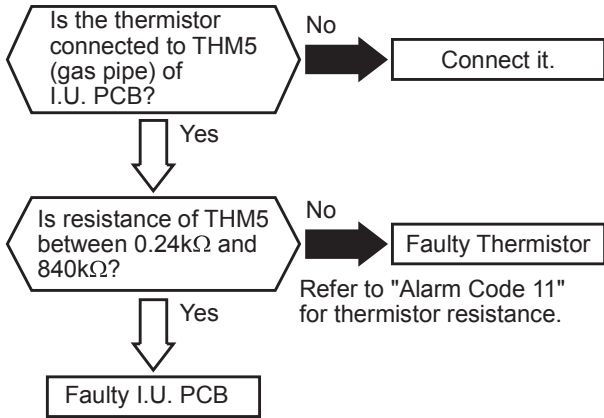 Is the thermistor
connected to THM5
(gas pipe) of
I.U. PCB?
No
Connect it.
Yes
Is resistance of THM5
between 0.24kΩ and
840kΩ?
No
Faulty Thermistor
Refer to "Alarm Code 11"
for thermistor resistance.
Yes
Faulty I.U. PCB